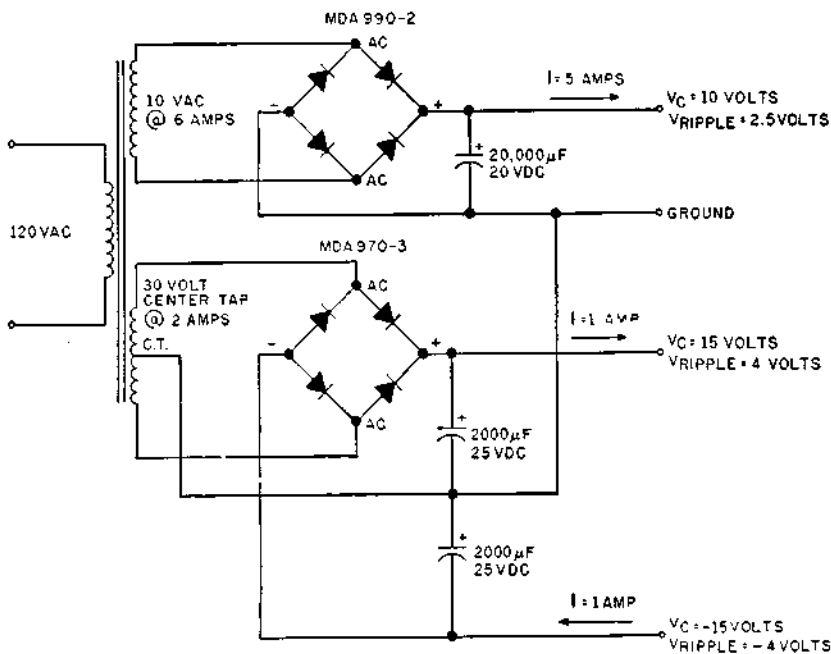 MDA 990-2
AC
10 VAC
@ 6 AMPS
-
+
I = 5 AMPS
VC = 10 VOLTS
VRIPPLE = 2.5 VOLTS
+
20,000µF
20 VDC
AC
GROUND
120 VAC
MDA 970-3
30 VOLT
CENTER TAP
@ 2 AMPS
C.T.
AC
-
+
I = 1 AMP
VC = 15 VOLTS
VRIPPLE = 4 VOLTS
AC
+
2000µF
25 VDC
+
2000µF
25 VDC
I = 1 AMP
VC = -15 VOLTS
VRIPPLE = -4 VOLTS